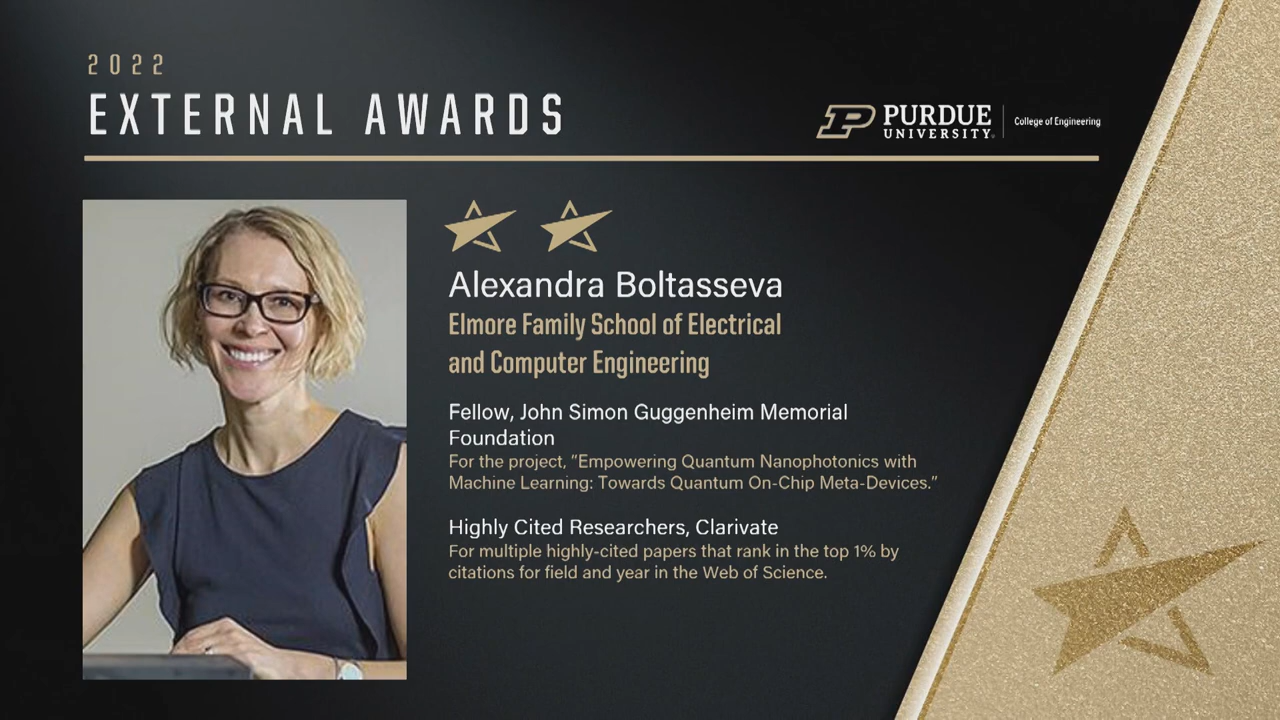 2022
EXTERNAL AWARDS
P PURDUE
UNIVERSITY®
College of Engineering
Alexandra Boltasseva
Elmore Family School of Electrical
and Computer Engineering
Fellow, John Simon Guggenheim Memorial
Foundation
For the project, “Empowering Quantum Nanophotonics with
Machine Learning: Towards Quantum On-Chip Meta-Devices.”
Highly Cited Researchers, Clarivate
For multiple highly-cited papers that rank in the top 1% by
citations for field and year in the Web of Science.